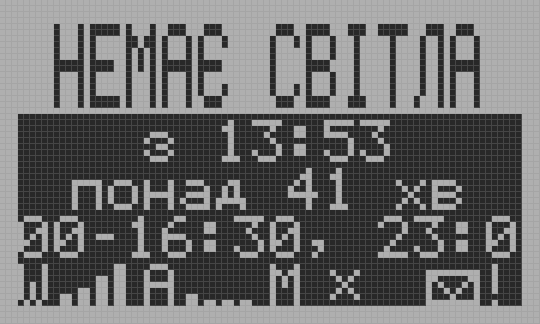 НЕМАЄ СВІТЛА
з 13:53
понад 41 хв
00-16:30, 23:0
W A M x !